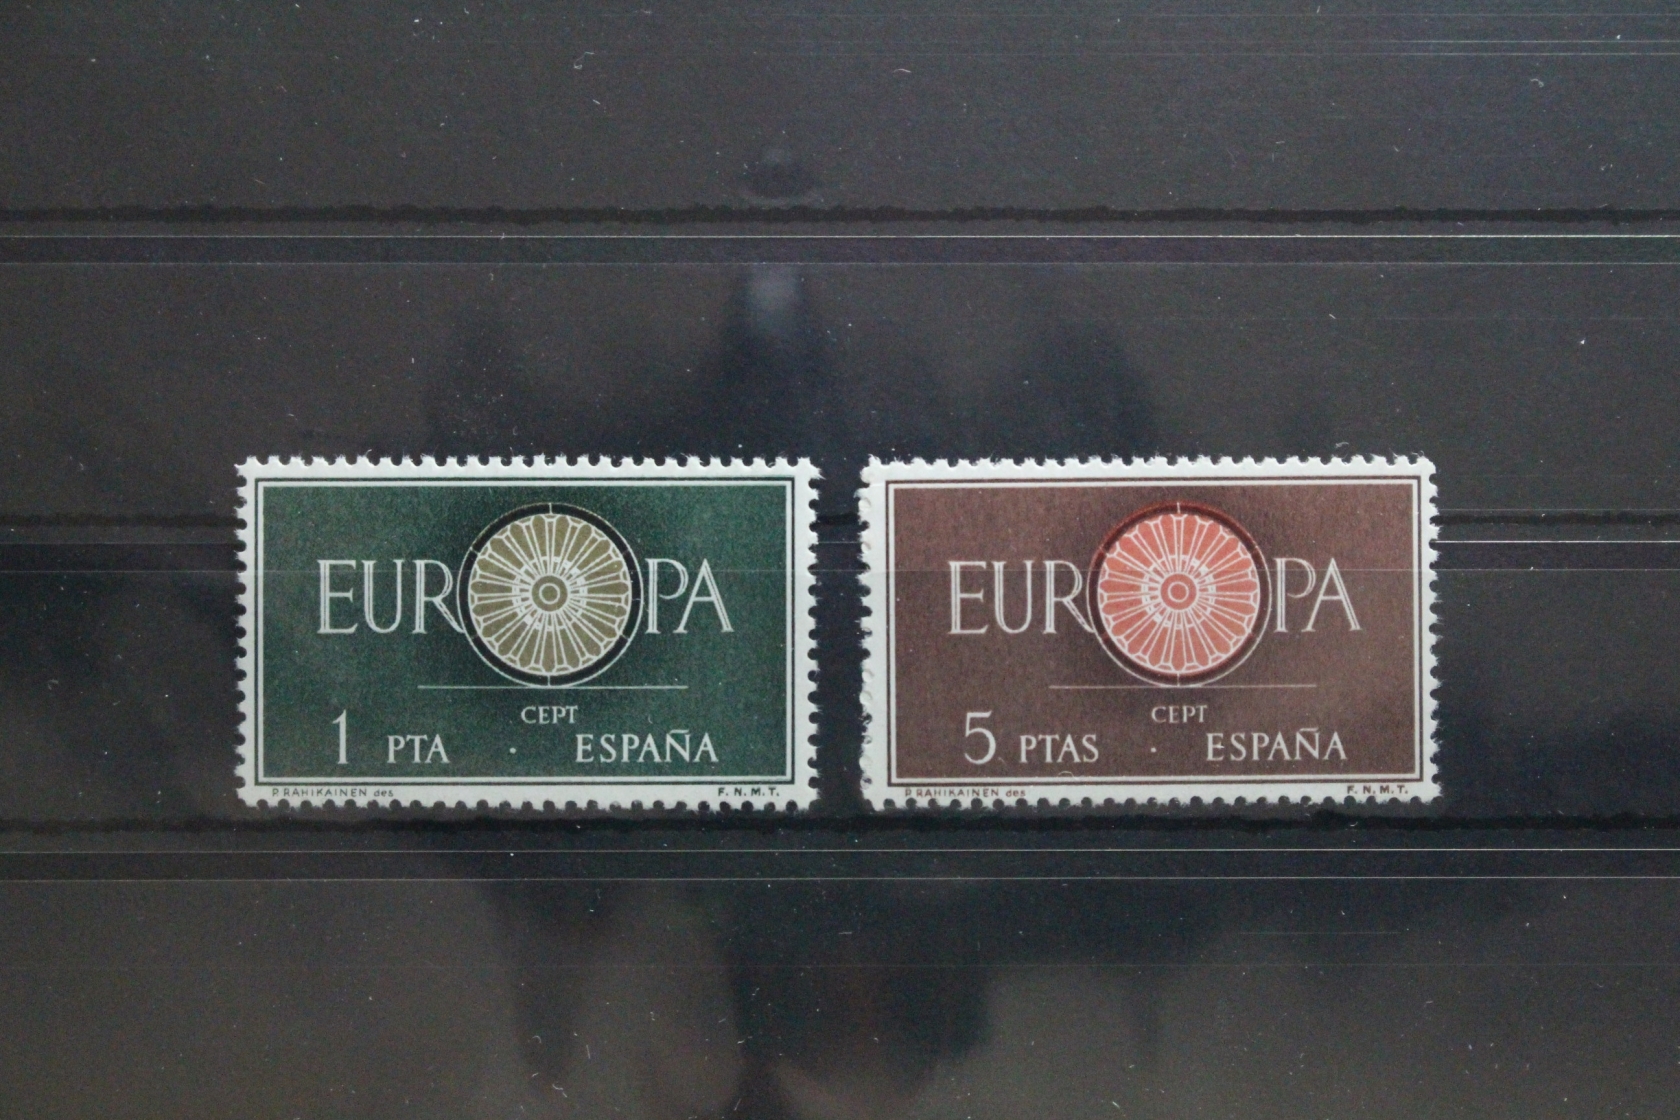 EUROPA
CEPT
1 PTA · ESPAÑA
P. RAHIKAINEN des F. N. M. T.
EUROPA
CEPT
5 PTAS · ESPAÑA
P. RAHIKAINEN des F. N. M. T.